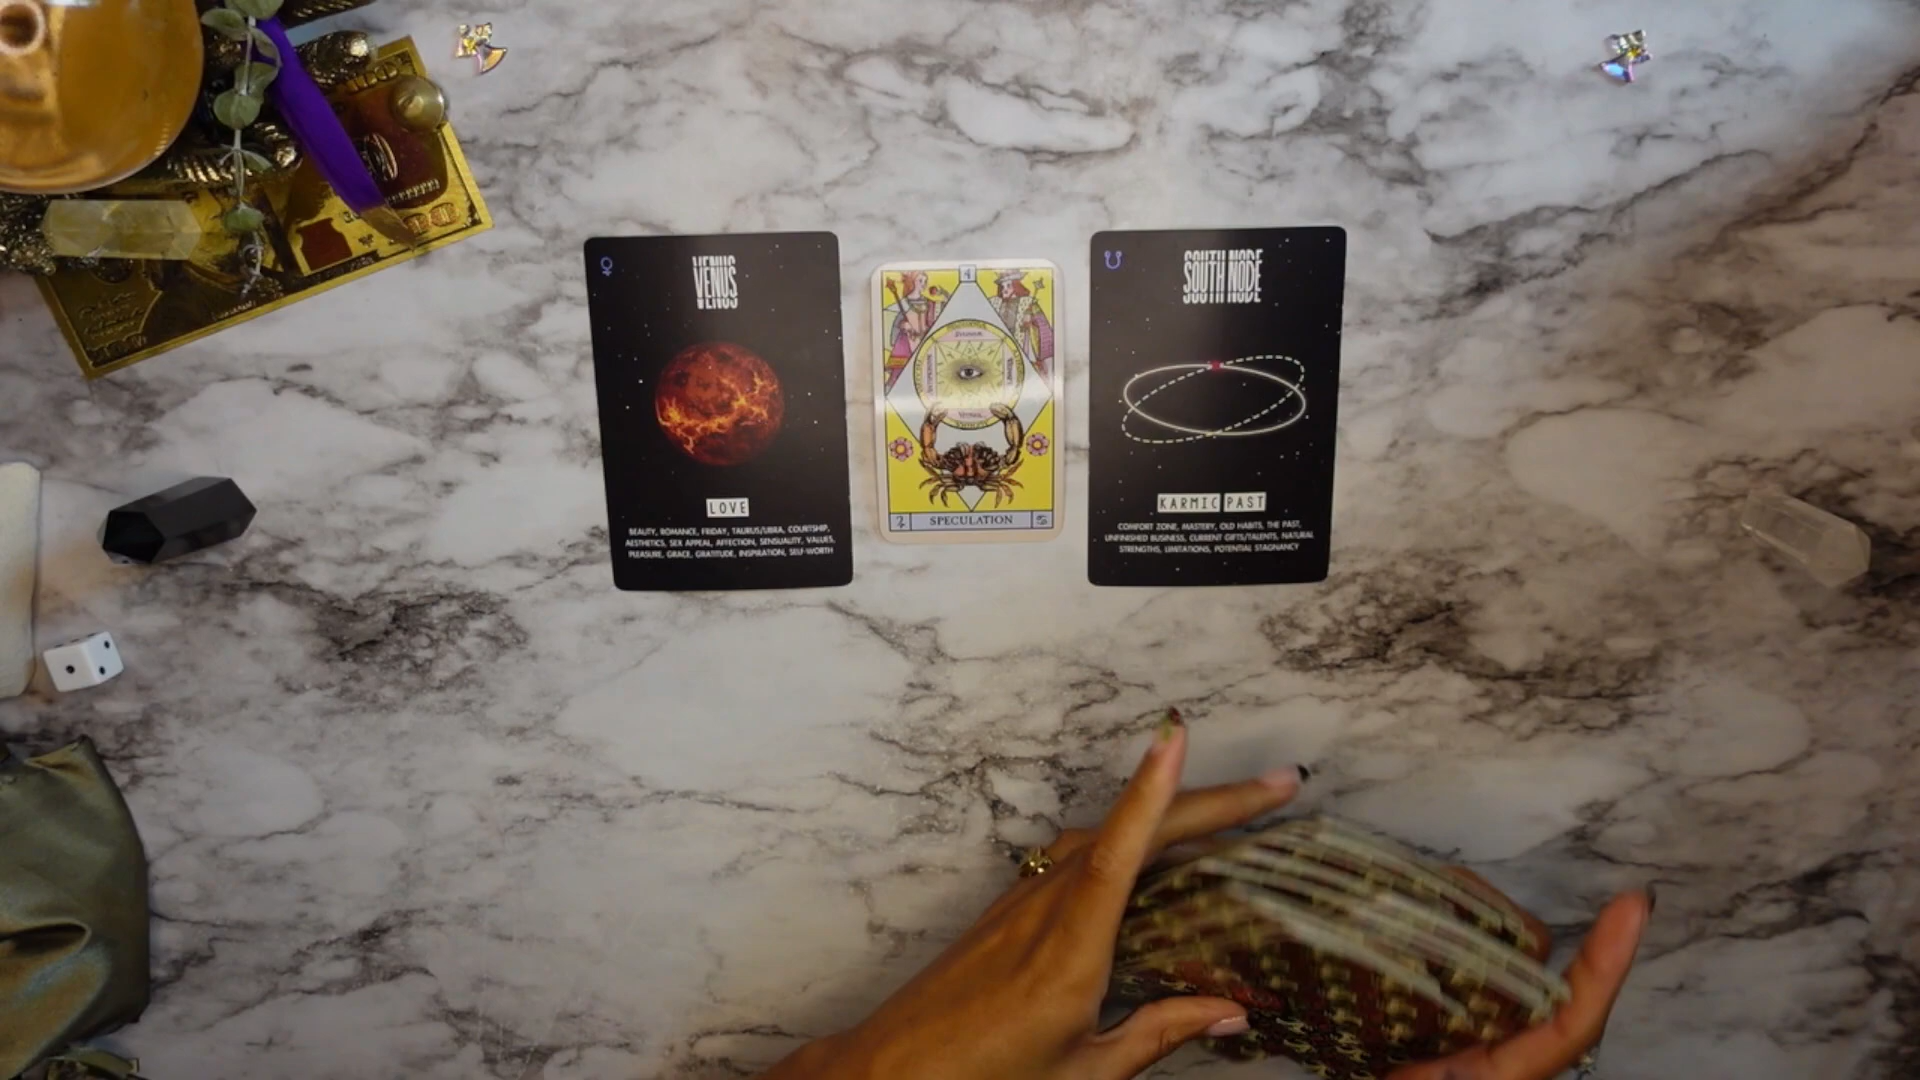 VENUS
LOVE
BEAUTY, ROMANCE, FRIDAY, TAURUS/LIBRA, COURTSHIP,
AESTHETICS, SEX APPEAL, AFFECTION, SENSUALITY, VALUES,
PLEASURE, GRACE, GRATITUDE, INSPIRATION, SELF-WORTH
4
SPECULATION
SOUTH NODE
KARMIC PAST
COMFORT ZONE, MASTERY, OLD HABITS, THE PAST,
UNFINISHED BUSINESS, CURRENT GIFTS/TALENTS, NATURAL
STRENGTHS, LIMITATIONS, POTENTIAL STAGNANCY